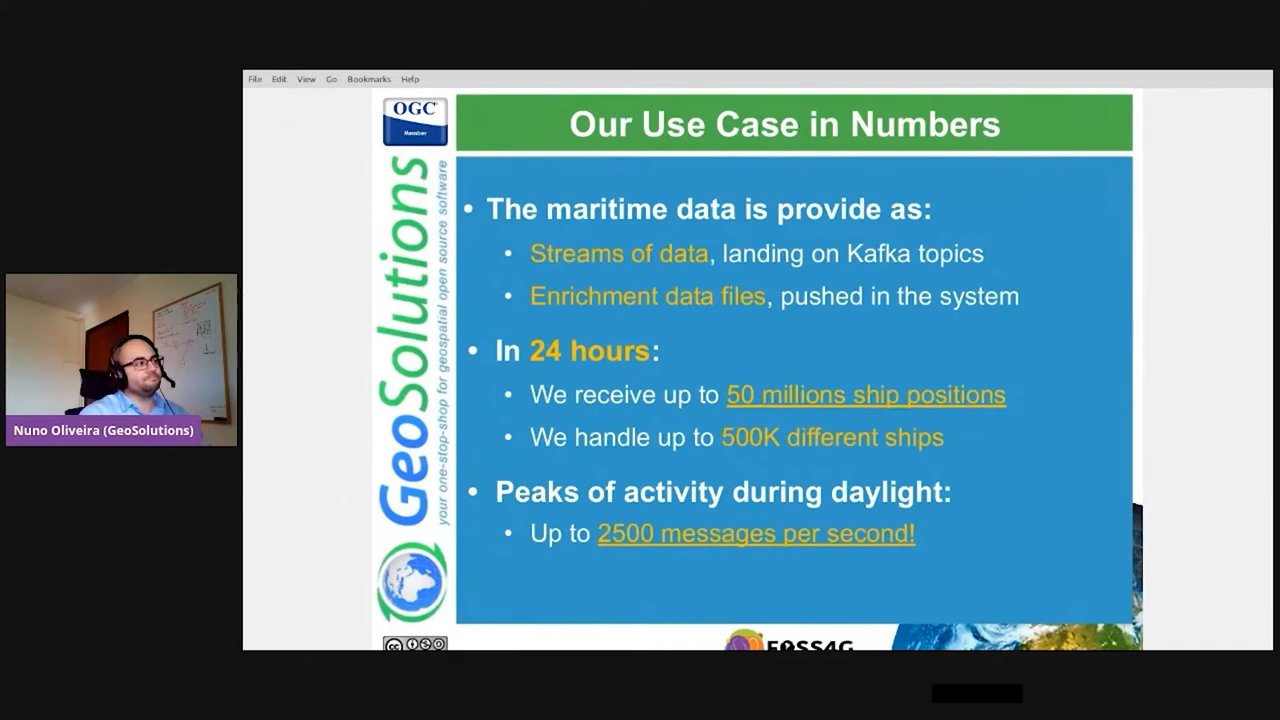 File Edit View Go Bookmarks Help
OGC
Member
Our Use Case in Numbers
GeoSolutions
your one-stop-shop for geospatial open source software
• The maritime data is provide as:
• Streams of data, landing on Kafka topics
• Enrichment data files, pushed in the system
• In 24 hours:
• We receive up to 50 millions ship positions
• We handle up to 500K different ships
• Peaks of activity during daylight:
• Up to 2500 messages per second!
Nuno Oliveira (GeoSolutions)
FOSS4G